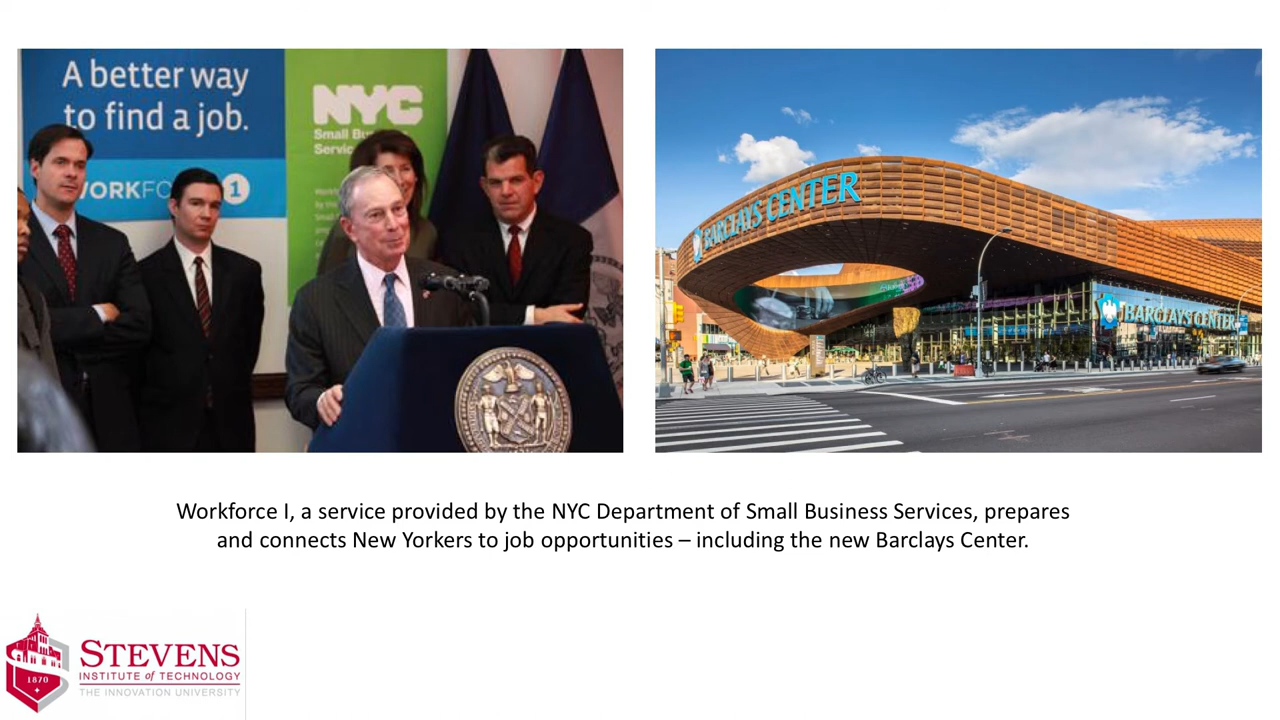 A better way
to find a job.
NYC
Small
WORKFO 1
BARCLAYS CENTER
BARCLAYS CENTER
Workforce I, a service provided by the NYC Department of Small Business Services, prepares
and connects New Yorkers to job opportunities – including the new Barclays Center.
1870
STEVENS
INSTITUTE of TECHNOLOGY
THE INNOVATION UNIVERSITY